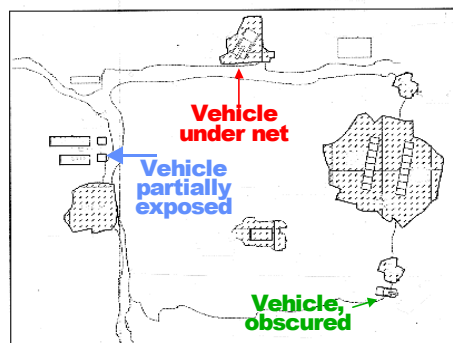 Vehicle
under net
Vehicle
partially
exposed
Vehicle,
obscured